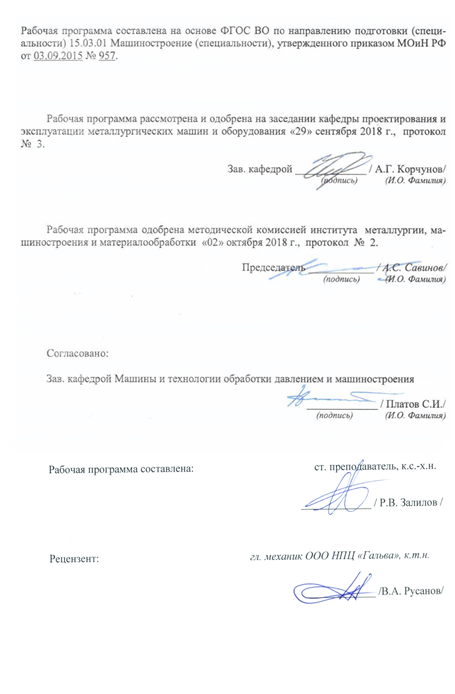 Рабочая программа составлена на основе ФГОС ВО по направлению подготовки (специ-
альности) 15.03.01 Машиностроение (специальности), утвержденного приказом МОиН РФ
от 03.09.2015 № 957.
Рабочая программа рассмотрена и одобрена на заседании кафедры проектирования и
эксплуатации металлургических машин и оборудования «29» сентября 2018 г., протокол
№ 3.
Зав. кафедрой / А.Г. Корчунов/
(подпись) (И.О. Фамилия)
Рабочая программа одобрена методической комиссией института металлургии, ма-
шиностроения и материалообработки «02» октября 2018 г., протокол № 2.
Председатель / А.С. Савинов/
(подпись) (И.О. Фамилия)
Согласовано:
Зав. кафедрой Машины и технологии обработки давлением и машиностроения
/ Платов С.И./
(подпись) (И.О. Фамилия)
Рабочая программа составлена: ст. преподаватель, к.с.-х.н.
/ Р.В. Залилов /
Рецензент: гл. механик ООО НПЦ «Гальва», к.т.н.
/В.А. Русанов/